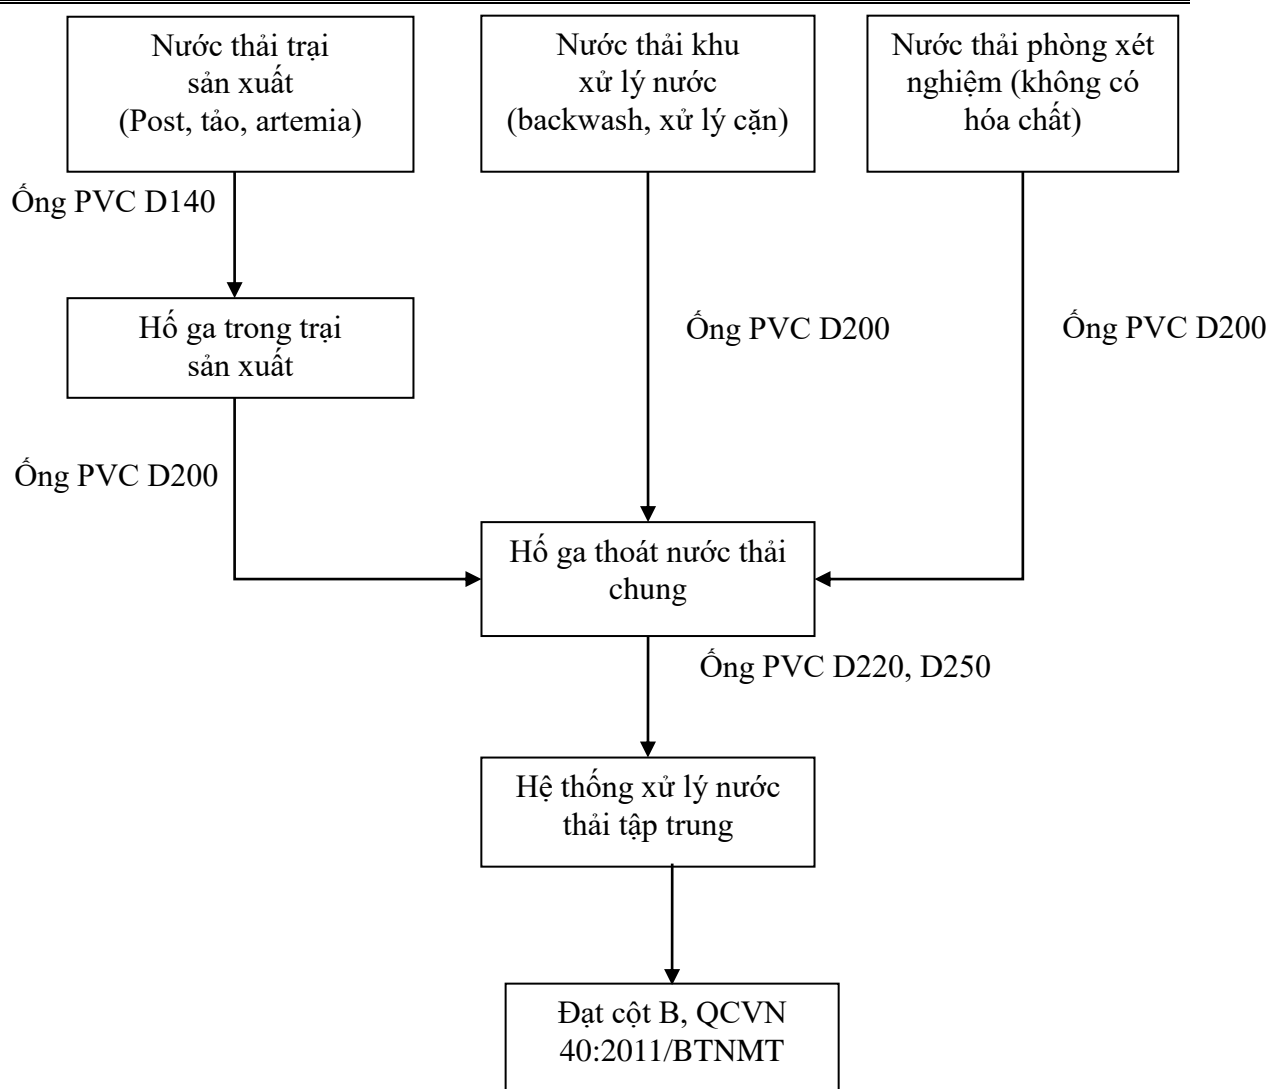 Nước thải trại
sản xuất
(Post, tảo, artemia)
Nước thải khu
xử lý nước
(backwash, xử lý cặn)
Nước thải phòng xét
nghiệm (không có
hóa chất)
Ống PVC D140
Hố ga trong trại
sản xuất
Ống PVC D200
Ống PVC D200
Ống PVC D200
Hố ga thoát nước thải
chung
Ống PVC D220, D250
Hệ thống xử lý nước
thải tập trung
Đạt cột B, QCVN
40:2011/BTNMT